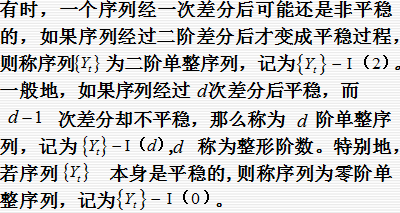 有时，一个序列经一次差分后可能还是非平稳
的，如果序列经过二阶差分后才变成平稳过程，
则称序列{Yt}为二阶单整序列，记为{Yt}－I（2）。
一般地，如果序列经过 d次差分后平稳，而
d－1 次差分却不平稳，那么称为 d 阶单整序
列，记为 {Yt}－I（d）,d 称为整形阶数。特别地，
若序列{Yt} 本身是平稳的,则称序列为零阶单
整序列，记为{Yt}－I（0）。